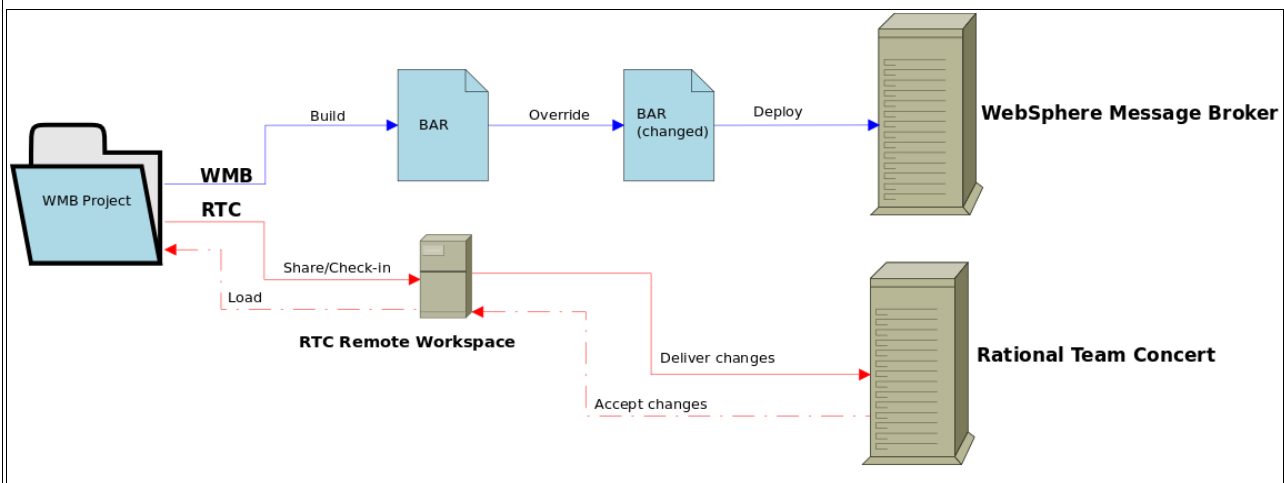 WebSphere Message Broker
Build
BAR
Override
BAR
(changed)
Deploy
WMB Project
WMB
RTC
Share/Check-in
Load
RTC Remote Workspace
Deliver changes
Accept changes
Rational Team Concert